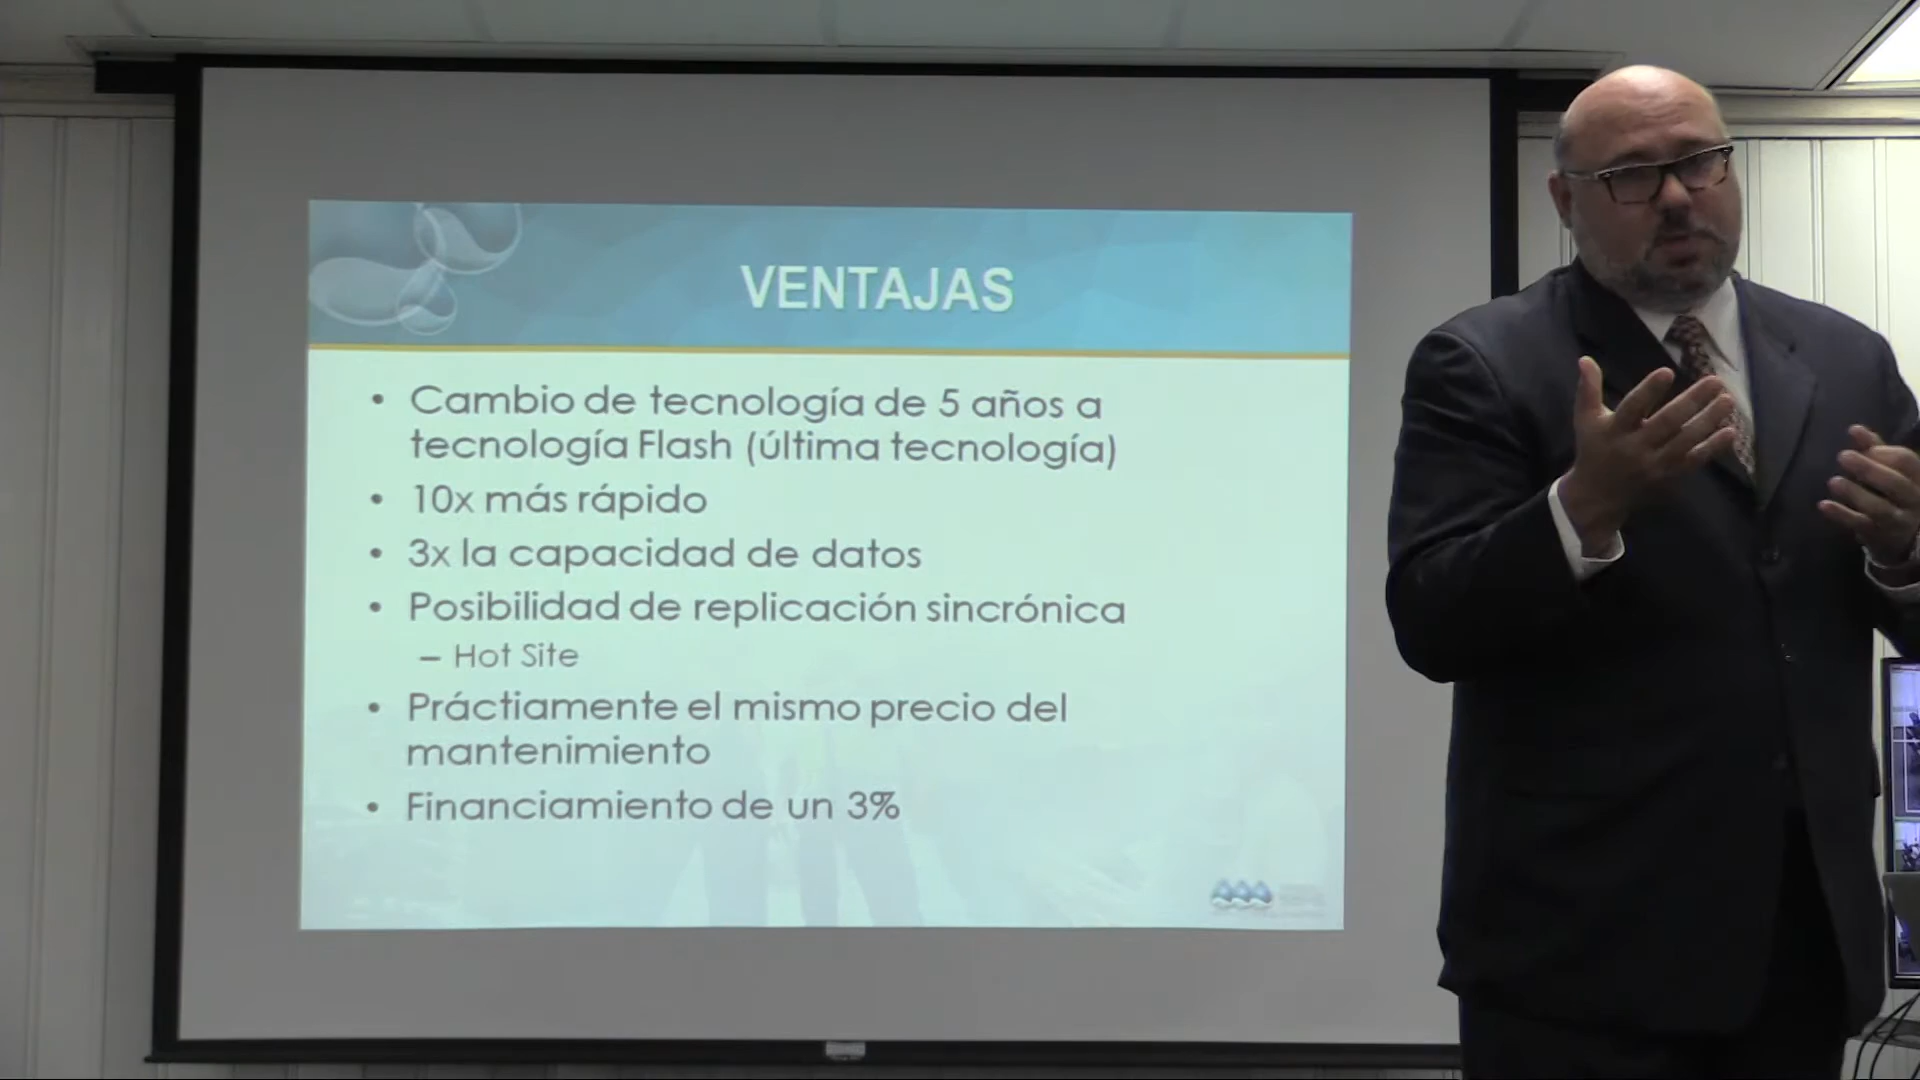 VENTAJAS
• Cambio de tecnología de 5 años a
tecnología Flash (última tecnología)
• 10x más rápido
• 3x la capacidad de datos
• Posibilidad de replicación sincrónica
– Hot Site
• Práctiamente el mismo precio del
mantenimiento
• Financiamiento de un 3%